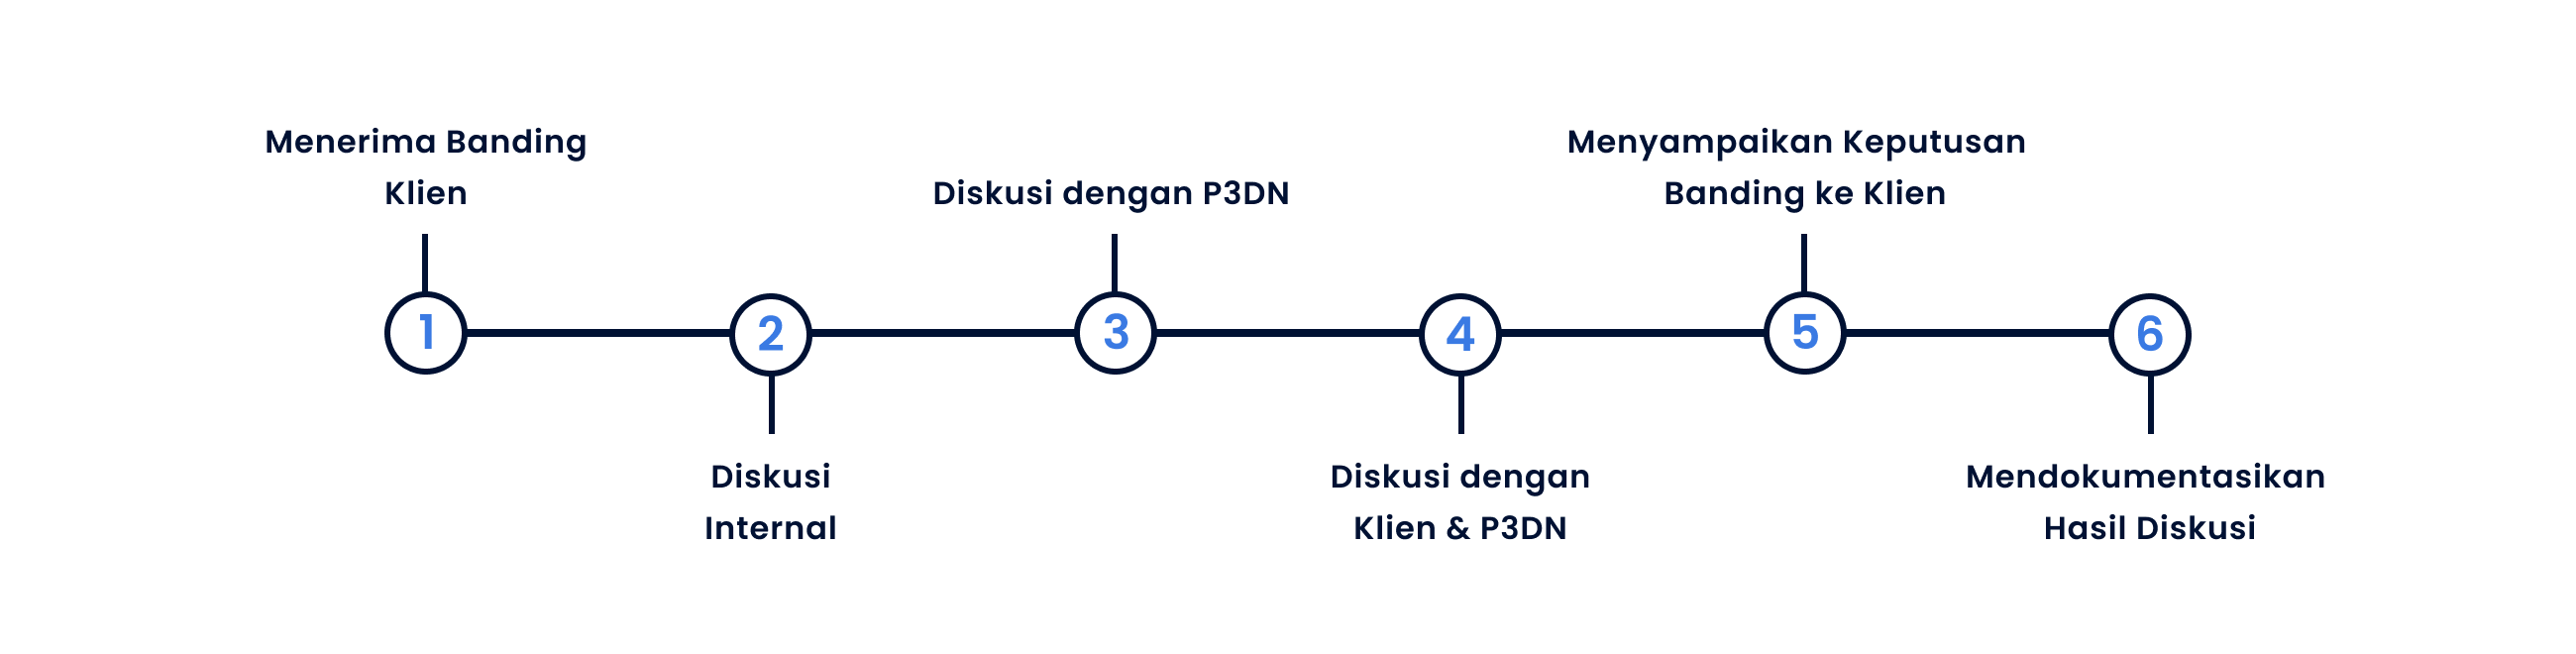 Menerima Banding
Klien
1
Diskusi
Internal
2
Diskusi dengan P3DN
3
Diskusi dengan
Klien & P3DN
4
Menyampaikan Keputusan
Banding ke Klien
5
Mendokumentasikan
Hasil Diskusi
6